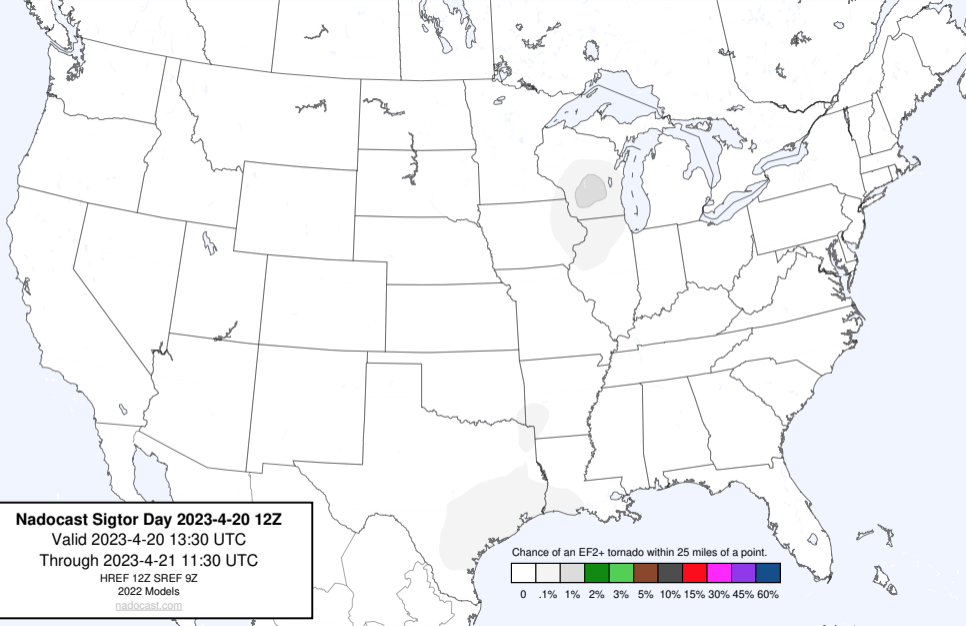 Nadocast Sigtor Day 2023-4-20 12Z
Valid 2023-4-20 13:30 UTC
Through 2023-4-21 11:30 UTC
HREF 12Z SREF 9Z
2022 Models
nadocast.com
Chance of an EF2+ tornado within 25 miles of a point.
0 .1% 1% 2% 3% 5% 10% 15% 30% 45% 60%